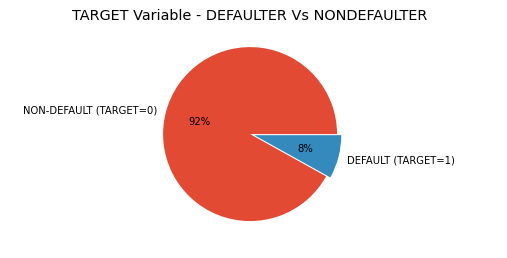 TARGET Variable - DEFAULTER Vs NONDEFAULTER
NON-DEFAULT (TARGET=0)
92%
8%
DEFAULT (TARGET=1)